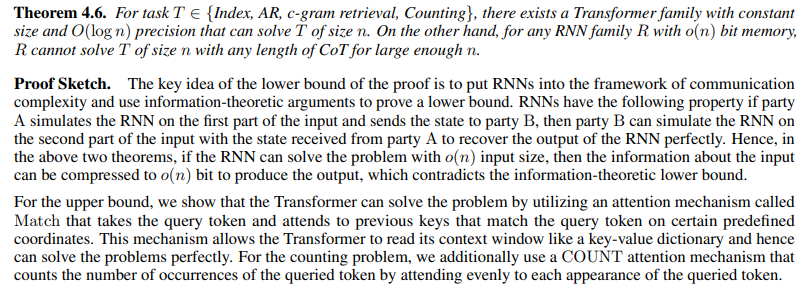 Theorem 4.6. For task T ∈ {Index, AR, c-gram retrieval, Counting}, there exists a Transformer family with constant
size and O(log n) precision that can solve T of size n. On the other hand, for any RNN family R with o(n) bit memory,
R cannot solve T of size n with any length of CoT for large enough n.
Proof Sketch. The key idea of the lower bound of the proof is to put RNNs into the framework of communication
complexity and use information-theoretic arguments to prove a lower bound. RNNs have the following property if party
A simulates the RNN on the first part of the input and sends the state to party B, then party B can simulate the RNN on
the second part of the input with the state received from party A to recover the output of the RNN perfectly. Hence, in
the above two theorems, if the RNN can solve the problem with o(n) input size, then the information about the input
can be compressed to o(n) bit to produce the output, which contradicts the information-theoretic lower bound.
For the upper bound, we show that the Transformer can solve the problem by utilizing an attention mechanism called
Match that takes the query token and attends to previous keys that match the query token on certain predefined
coordinates. This mechanism allows the Transformer to read its context window like a key-value dictionary and hence
can solve the problems perfectly. For the counting problem, we additionally use a COUNT attention mechanism that
counts the number of occurrences of the queried token by attending evenly to each appearance of the queried token.